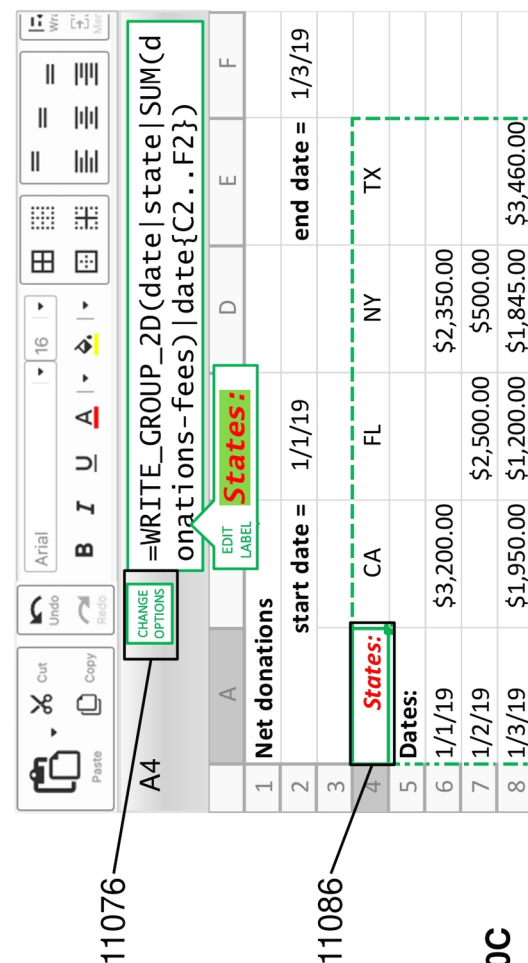 Cut
Copy
Paste
Undo
Redo
Arial
16
B I U A
Wri
Mer
A4
CHANGE
OPTIONS
=WRITE_GROUP_2D(date|state|SUM(d
onations-fees)|date{C2..F2})
EDIT
LABEL
States:
A D E F
1 Net donations
2 start date = 1/1/19 end date = 1/3/19
3
4 States: CA FL NY TX
5 Dates:
6 1/1/19 $3,200.00 $2,350.00
7 1/2/19 $2,500.00 $500.00
8 1/3/19 $1,950.00 $1,200.00 $1,845.00 $3,460.00
11076
11086
0C